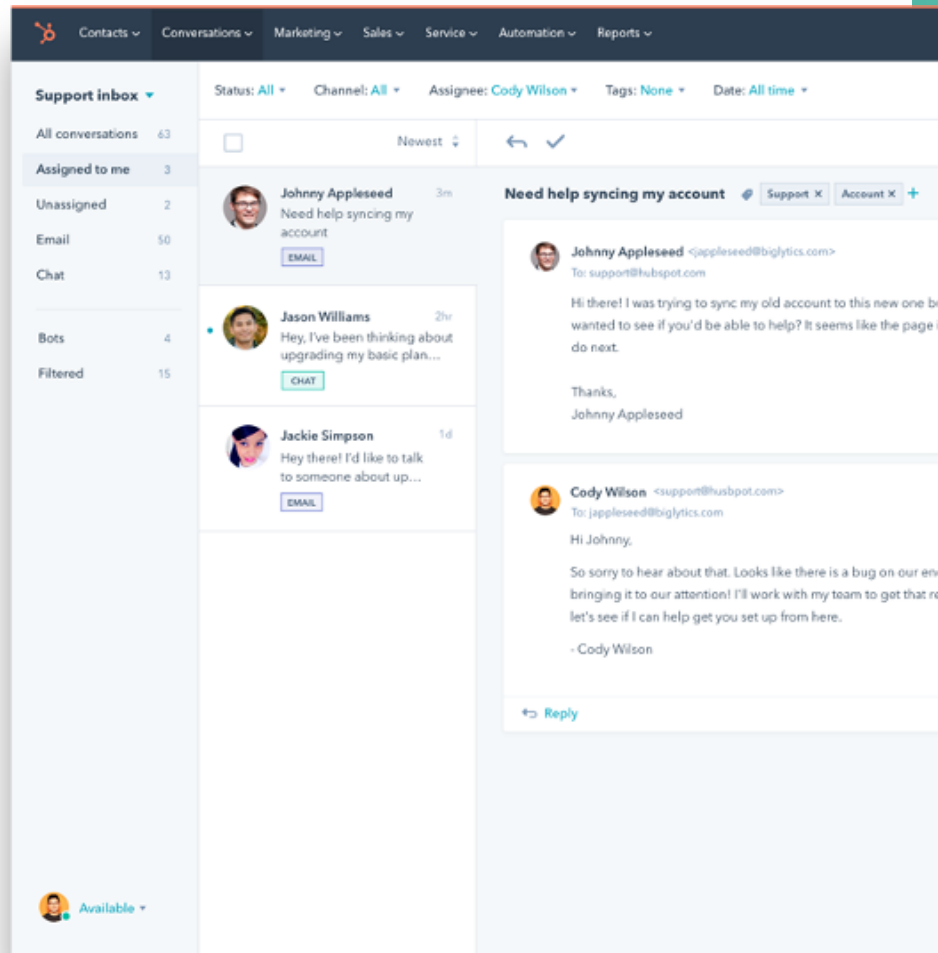 Contacts Conversations Marketing Sales Service Automation Reports
Support inbox
All conversations 63
Assigned to me 3
Unassigned 2
Email 50
Chat 13
Bots 4
Filtered 15
Available
Status: All Channel: All Assignee: Cody Wilson Tags: None Date: All time
Newest
Johnny Appleseed 3m
Need help syncing my
account
EMAIL
Jason Williams 2hr
Hey, I've been thinking about
upgrading my basic plan...
CHAT
Jackie Simpson 1d
Hey there! I'd like to talk
to someone about up...
EMAIL
Need help syncing my account Support X Account X +
Johnny Appleseed <jappleseed@biglytics.com>
To: support@hubspot.com
Hi there! I was trying to sync my old account to this new one
wanted to see if you'd be able to help? It seems like the page
do next.
Thanks,
Johnny Appleseed
Cody Wilson <support@husbpot.com>
To: jappleseed@biglytics.com
Hi Johnny,
So sorry to hear about that. Looks like there is a bug on our
bringing it to our attention! I'll work with my team to get that
let's see if I can help get you set up from here.
- Cody Wilson
Reply